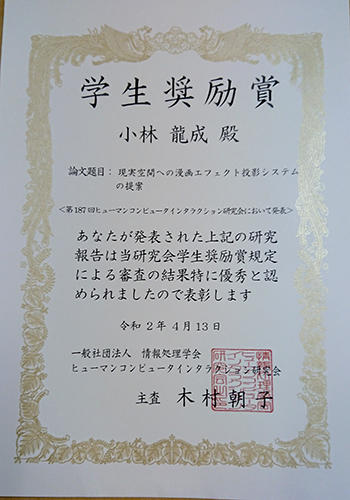 学生奨励賞
小林 龍成 殿
論文題目：現実空間への漫画エフェクト投影システム
の提案
＜第187回ヒューマンコンピュータインタラクション研究会において発表＞
あなたが発表された上記の研究
報告は当研究会学生奨励賞規定
による審査の結果特に優秀と認
められましたので表彰します
令和２年４月13日
一般社団法人 情報処理学会
ヒューマンコンピュータインタラクション研究会
主査 木村朝子